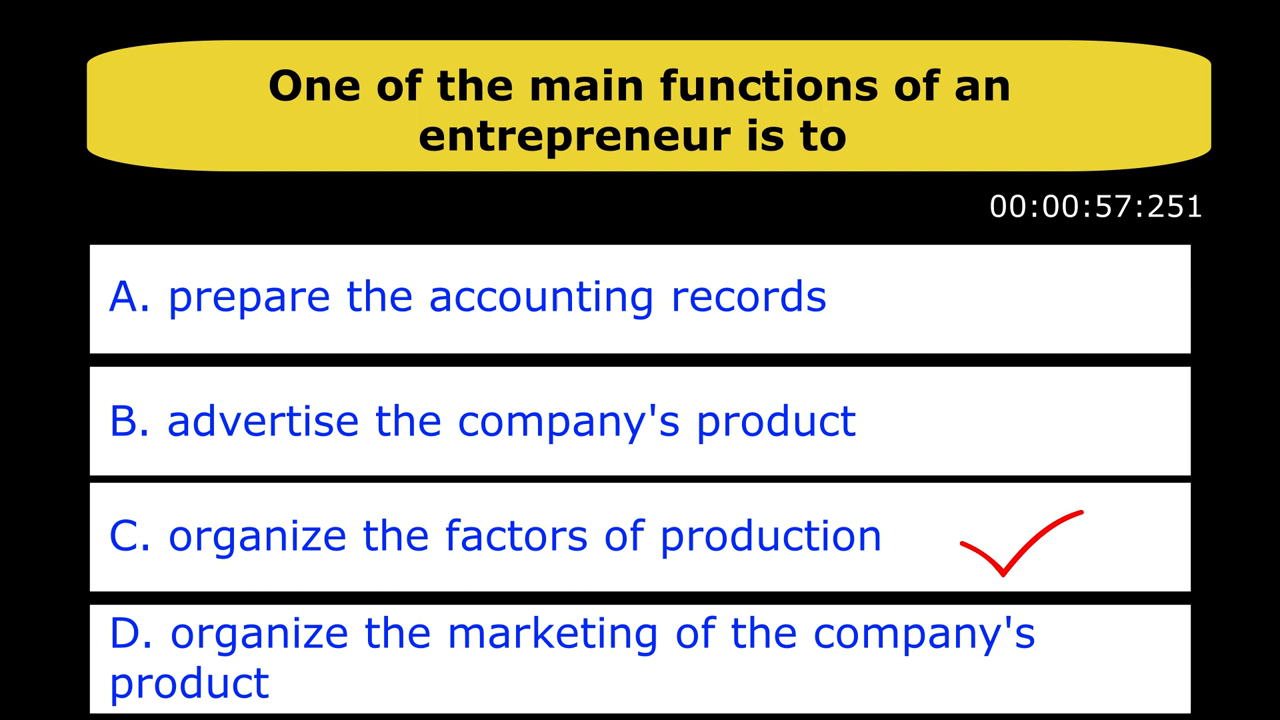 One of the main functions of an
entrepreneur is to
00:00:57:251
A. prepare the accounting records
B. advertise the company's product
C. organize the factors of production
D. organize the marketing of the company's
product